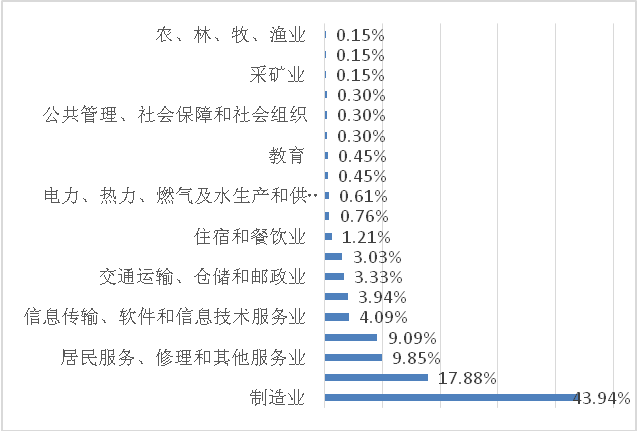 农、林、牧、渔业 0.15%
0.15%
采矿业 0.15%
0.30%
公共管理、社会保障和社会组织 0.30%
0.30%
教育 0.45%
0.45%
电力、热力、燃气及水生产和供… 0.61%
0.76%
住宿和餐饮业 1.21%
3.03%
交通运输、仓储和邮政业 3.33%
3.94%
信息传输、软件和信息技术服务业 4.09%
9.09%
居民服务、修理和其他服务业 9.85%
17.88%
制造业 43.94%